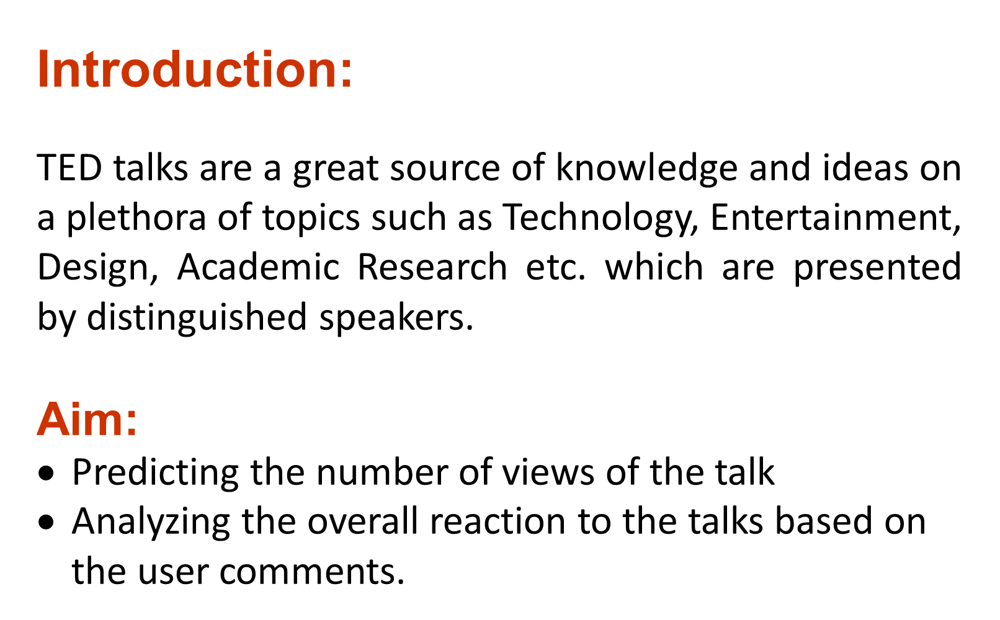 Introduction:
TED talks are a great source of knowledge and ideas on
a plethora of topics such as Technology, Entertainment,
Design, Academic Research etc. which are presented
by distinguished speakers.
Aim:
• Predicting the number of views of the talk
• Analyzing the overall reaction to the talks based on
the user comments.